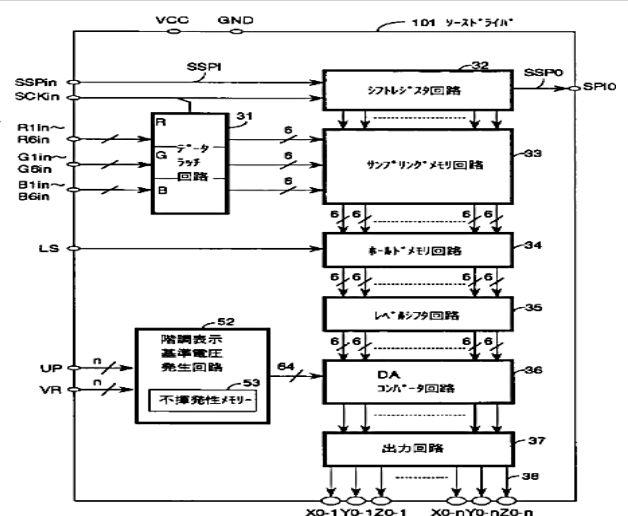 VCC GND
101 ソースドライバ
SSPin
SSPI
32
シフトレジスタ回路
SSPO
SPIO
SCKin
31
R1in~
R6in
R
6
G1in~
G6in
G
データ
ラッチ
回路
6
サンプリングメモリ回路
33
B1in~
B6in
B
6
6 6 6 6
LS
ホールドメモリ回路
34
6 6 6 6
レベルシフタ回路
35
6 6 6 6
52
階調表示
基準電圧
発生回路
UP
n
VR
n
53
不揮発性メモリー
64
DA
コンバータ回路
36
出力回路
37
38
X0-1Y0-1Z0-1 X0-nY0-nZ0-n